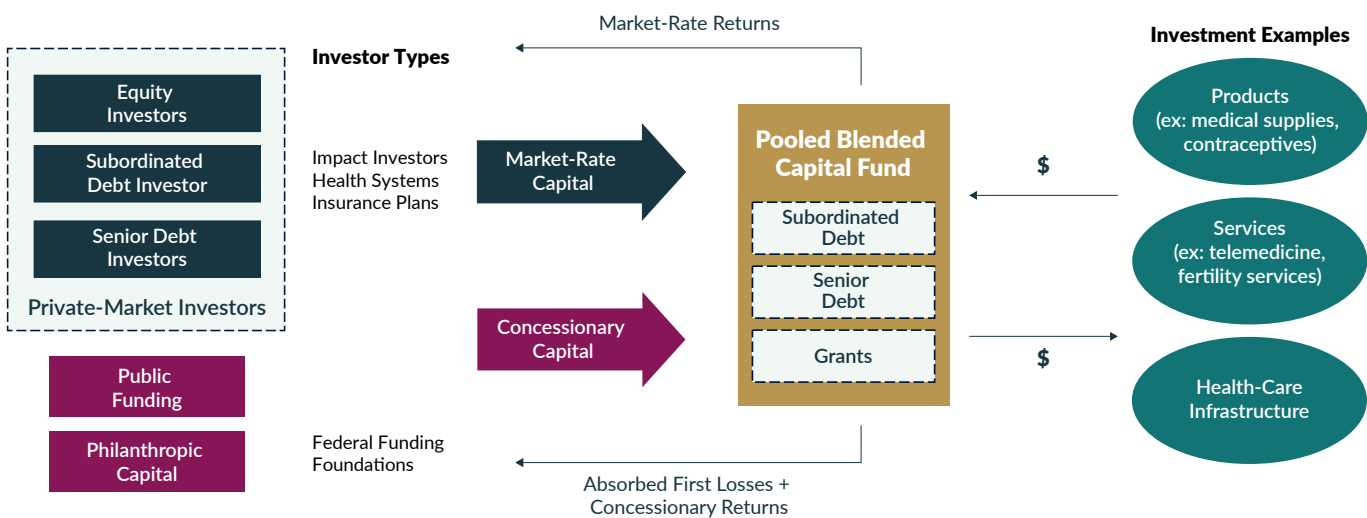 Market-Rate Returns
Investor Types
Investment Examples
Equity
Investors
Subordinated
Debt Investor
Senior Debt
Investors
Private-Market Investors
Impact Investors
Health Systems
Insurance Plans
Market-Rate
Capital
Concessionary
Capital
Pooled Blended
Capital Fund
Subordinated
Debt
Senior
Debt
Grants
$
$
Products
(ex: medical supplies,
contraceptives)
Services
(ex: telemedicine,
fertility services)
Health-Care
Infrastructure
Public
Funding
Philanthropic
Capital
Federal Funding
Foundations
Absorbed First Losses +
Concessionary Returns